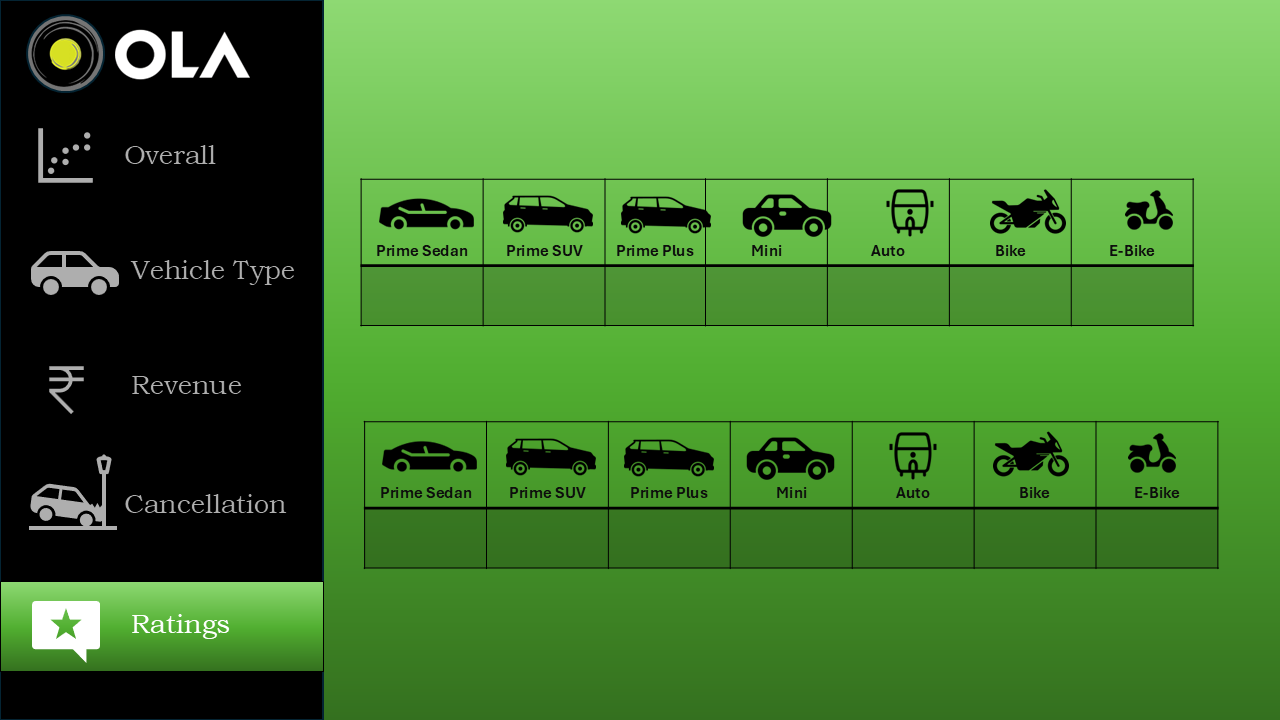 OLA
Overall
Vehicle Type
Revenue
Cancellation
Ratings
Prime Sedan Prime SUV Prime Plus Mini Auto Bike E-Bike
Prime Sedan Prime SUV Prime Plus Mini Auto Bike E-Bike